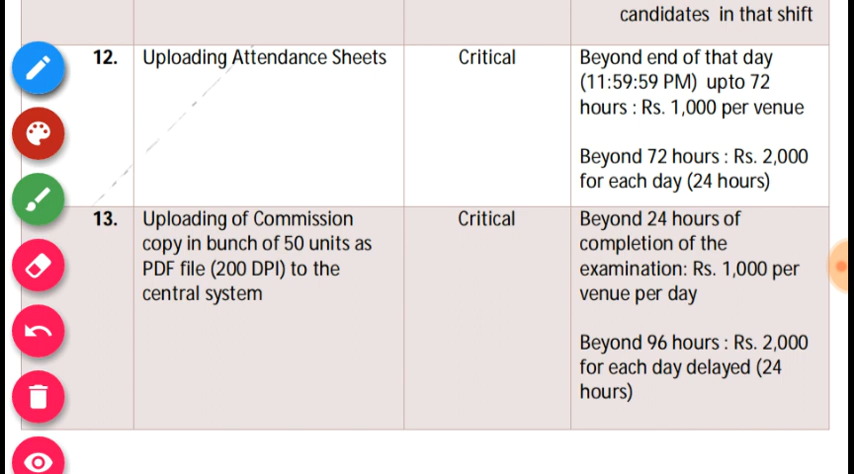 candidates in that shift
12. Uploading Attendance Sheets Critical Beyond end of that day
(11:59:59 PM) upto 72
hours : Rs. 1,000 per venue
Beyond 72 hours : Rs. 2,000
for each day (24 hours)
13. Uploading of Commission Critical Beyond 24 hours of
copy in bunch of 50 units as completion of the
PDF file (200 DPI) to the examination: Rs. 1,000 per
central system venue per day
Beyond 96 hours : Rs. 2,000
for each day delayed (24
hours)